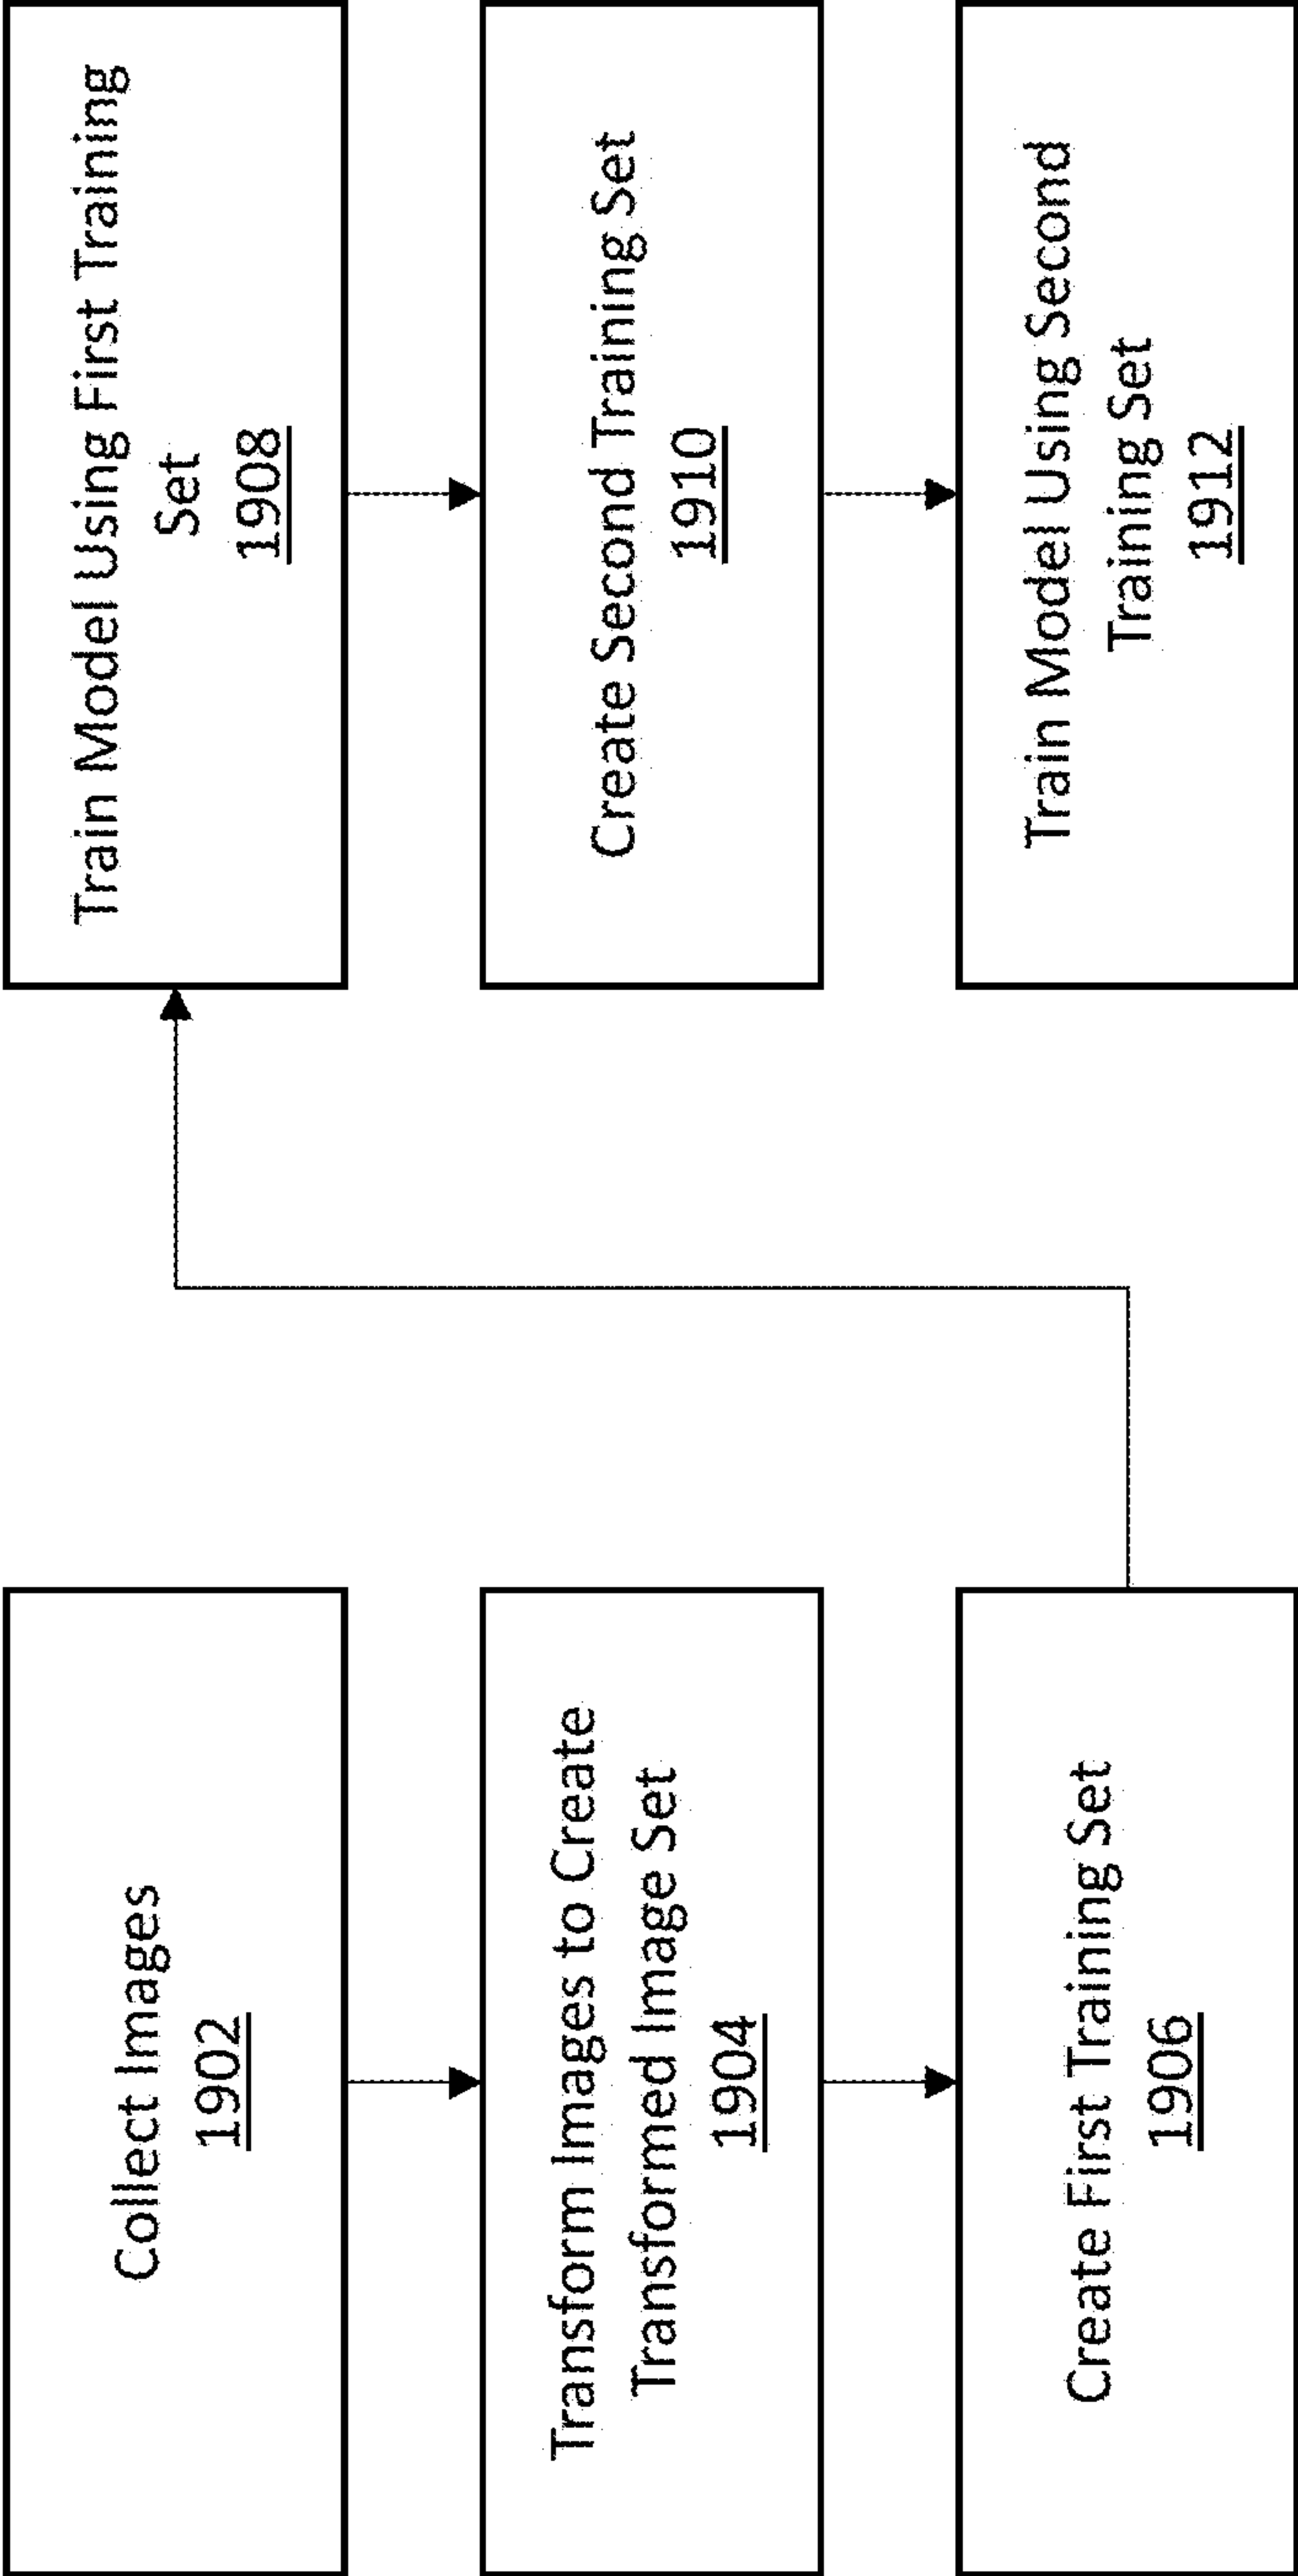 Collect Images
1902
Transform Images to Create
Transformed Image Set
1904
Create First Training Set
1906
Train Model Using First Training
Set
1908
Create Second Training Set
1910
Train Model Using Second
Training Set
1912